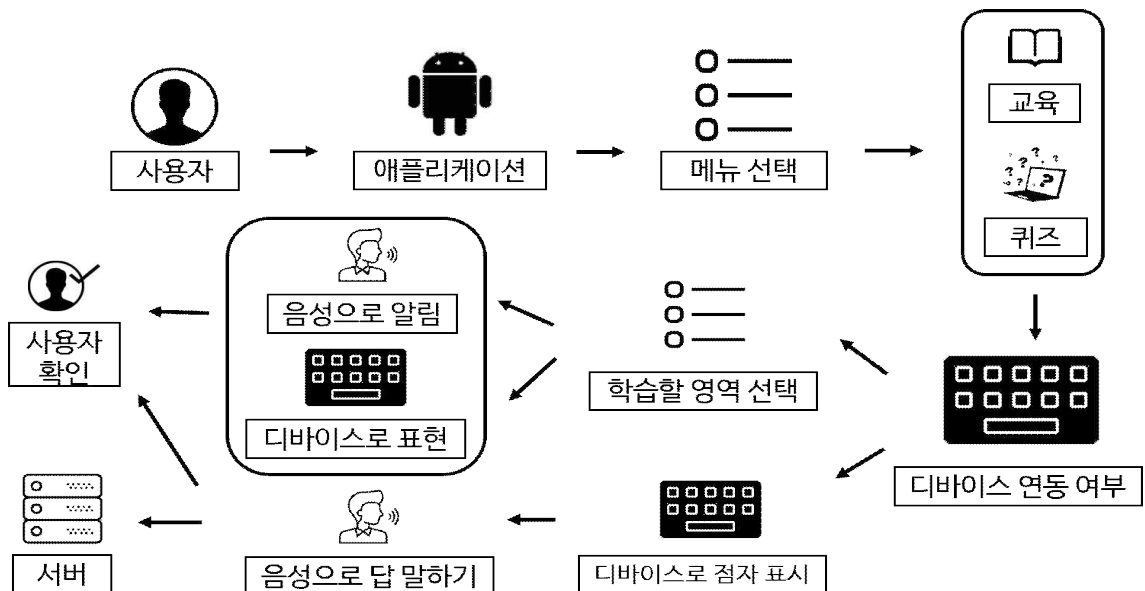 사용자
애플리케이션
메뉴 선택
교육
퀴즈
디바이스 연동 여부
학습할 영역 선택
음성으로 알림
디바이스로 표현
사용자
확인
디바이스로 점자 표시
음성으로 답 말하기
서버